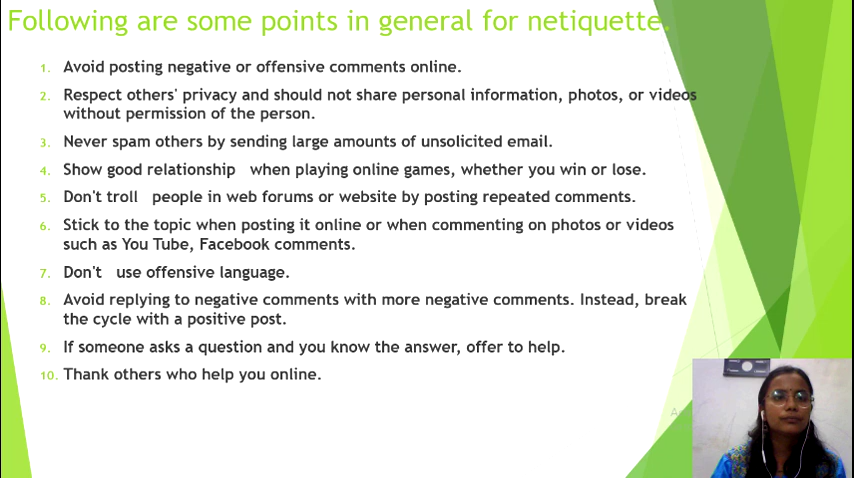 Following are some points in general for netiquette.
1. Avoid posting negative or offensive comments online.
2. Respect others' privacy and should not share personal information, photos, or videos
without permission of the person.
3. Never spam others by sending large amounts of unsolicited email.
4. Show good relationship when playing online games, whether you win or lose.
5. Don't troll people in web forums or website by posting repeated comments.
6. Stick to the topic when posting it online or when commenting on photos or videos
such as You Tube, Facebook comments.
7. Don't use offensive language.
8. Avoid replying to negative comments with more negative comments. Instead, break
the cycle with a positive post.
9. If someone asks a question and you know the answer, offer to help.
10. Thank others who help you online.